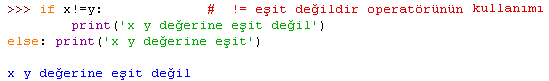 >>> if x!=y:              #  != eşit değildir operatörünün kullanımı
        print('x y değerine eşit değil')
else: print('x y değerine eşit')
x y değerine eşit değil